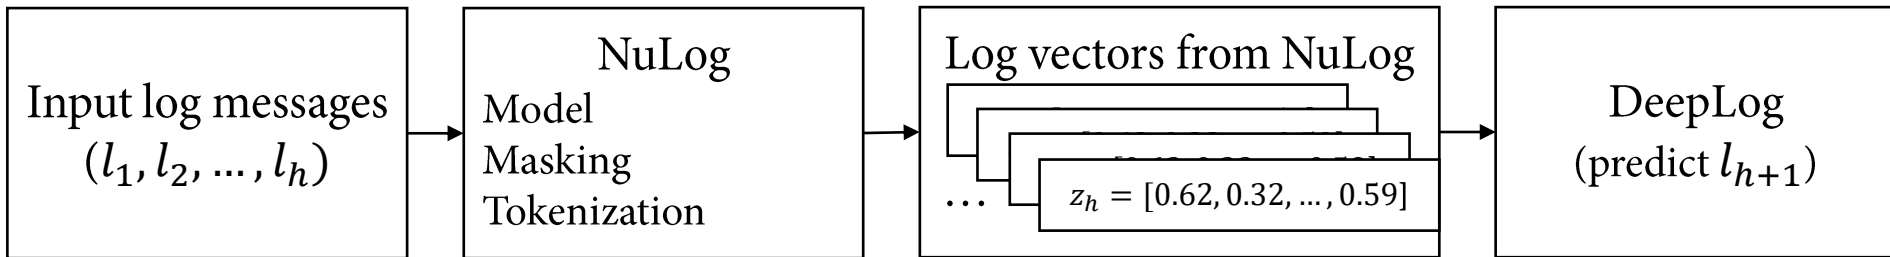 Input log messages
(l₁, l₂, ..., lₕ)
NuLog
Model
Masking
Tokenization
Log vectors from NuLog
...
zₕ = [0.62, 0.32, ..., 0.59]
DeepLog
(predict lₕ₊₁)